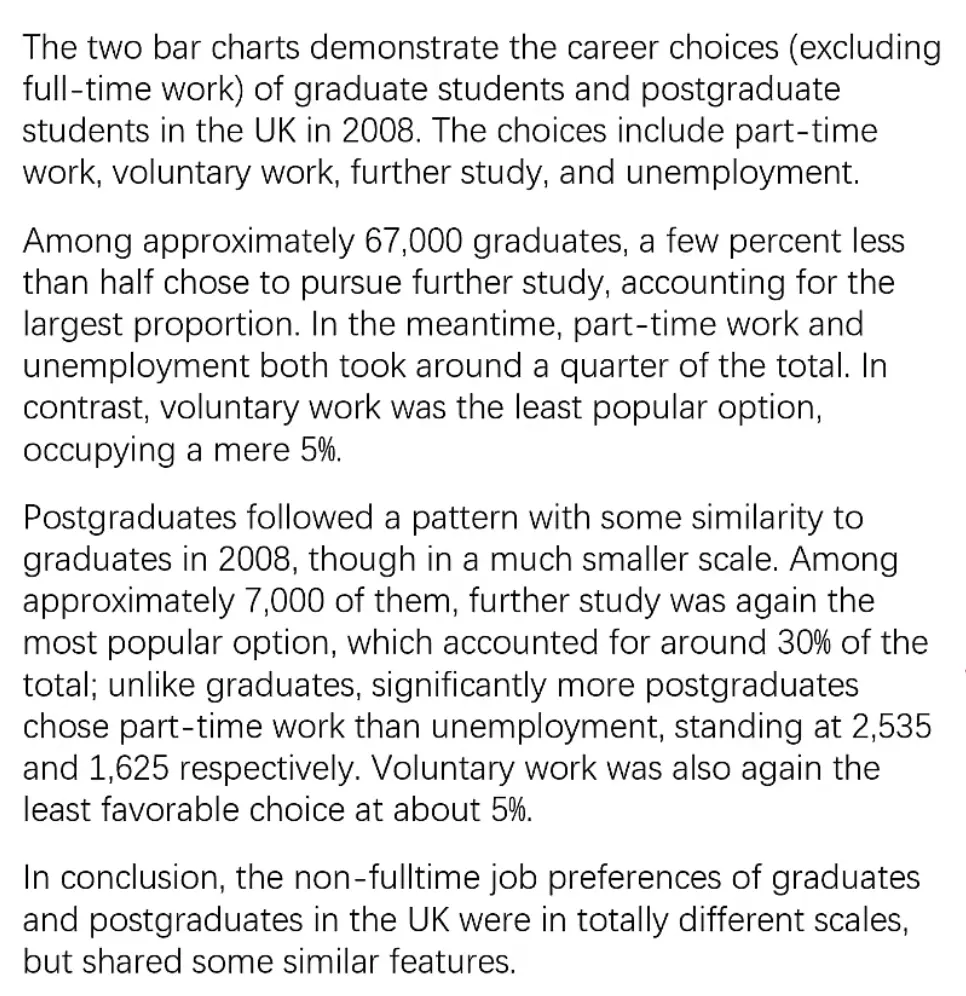 The two bar charts demonstrate the career choices (excluding
full-time work) of graduate students and postgraduate
students in the UK in 2008. The choices include part-time
work, voluntary work, further study, and unemployment.
Among approximately 67,000 graduates, a few percent less
than half chose to pursue further study, accounting for the
largest proportion. In the meantime, part-time work and
unemployment both took around a quarter of the total. In
contrast, voluntary work was the least popular option,
occupying a mere 5%.
Postgraduates followed a pattern with some similarity to
graduates in 2008, though in a much smaller scale. Among
approximately 7,000 of them, further study was again the
most popular option, which accounted for around 30% of the
total; unlike graduates, significantly more postgraduates
chose part-time work than unemployment, standing at 2,535
and 1,625 respectively. Voluntary work was also again the
least favorable choice at about 5%.
In conclusion, the non-fulltime job preferences of graduates
and postgraduates in the UK were in totally different scales,
but shared some similar features.